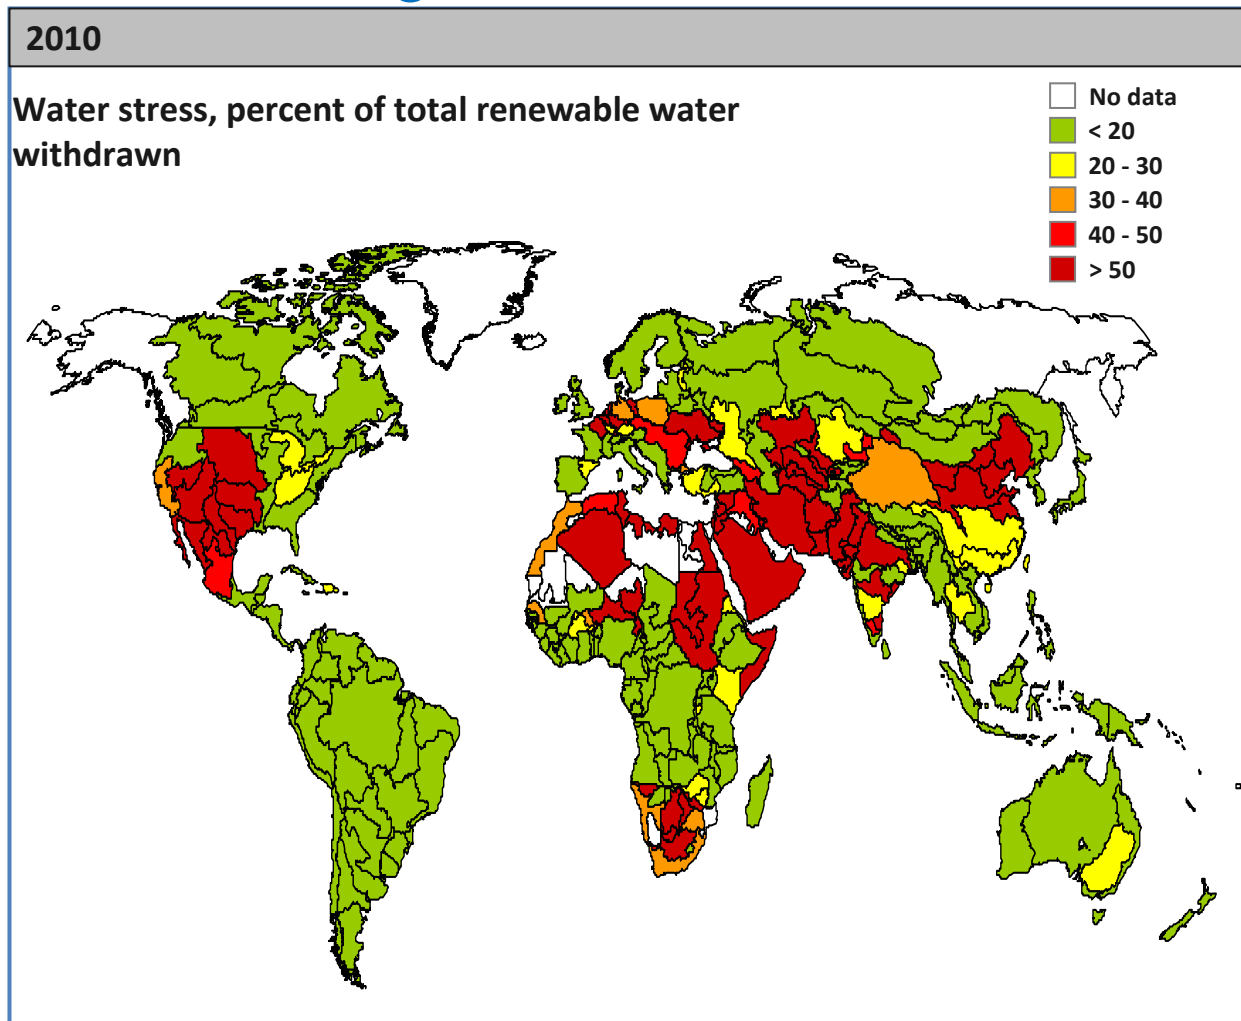 2010
Water stress, percent of total renewable water
withdrawn
No data
< 20
20 - 30
30 - 40
40 - 50
> 50